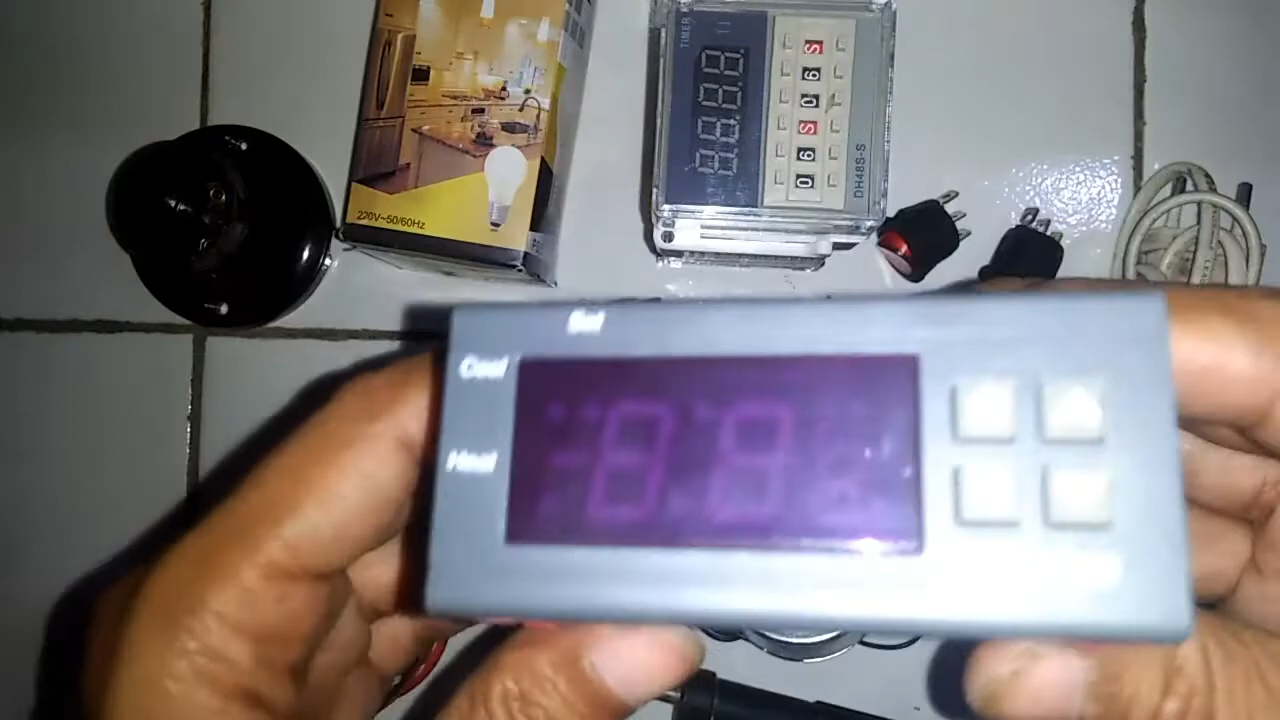 220V~50/60Hz
TIMER
DH48S-S
S
6
0
S
6
0
Set
Cool
Heat